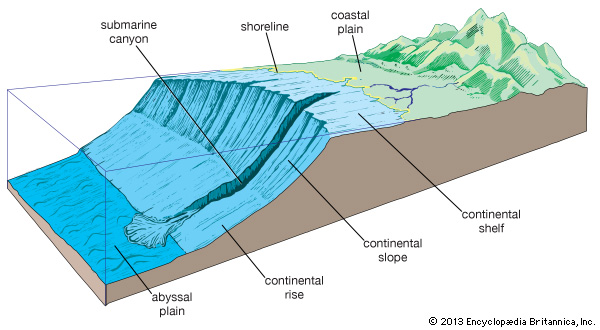 submarine
canyon
shoreline
coastal
plain
continental
shelf
continental
slope
continental
rise
abyssal
plain
© 2013 Encyclopædia Britannica, Inc.